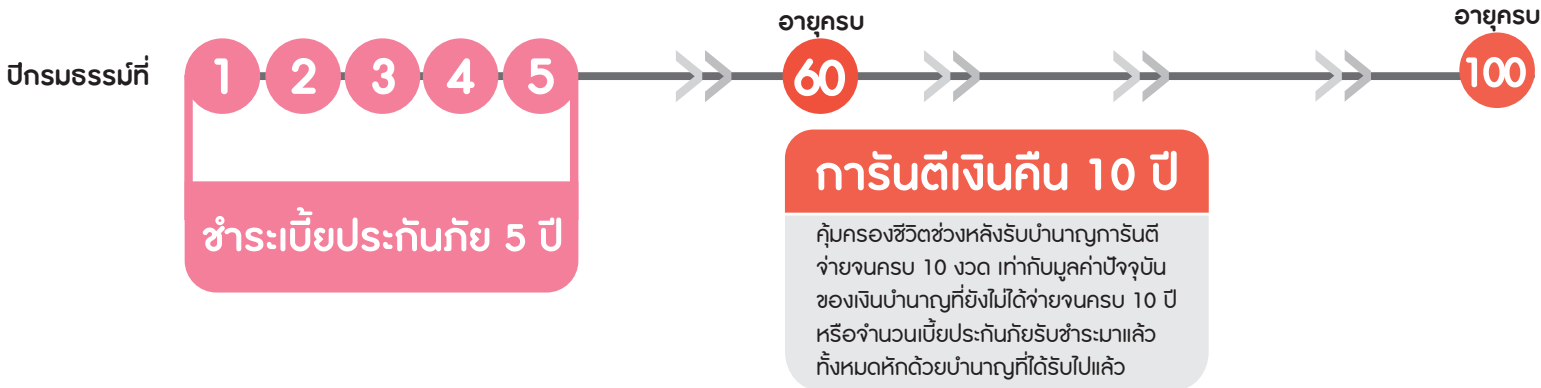 อายุครบ
อายุครบ
ปีกรมธรรม์ที่ 1 2 3 4 5 60 100
ชำระเบี้ยประกันภัย 5 ปี
การันตีเงินคืน 10 ปี
คุ้มครองชีวิตช่วงหลังรับบำนาญการันตี
จ่ายจนครบ 10 งวด เท่ากับมูลค่าปัจจุบัน
ของเงินบำนาญที่ยังไม่ได้จ่ายจนครบ 10 ปี
หรือจำนวนเบี้ยประกันภัยรับชำระมาแล้ว
ทั้งหมดหักด้วยบำนาญที่ได้รับไปแล้ว